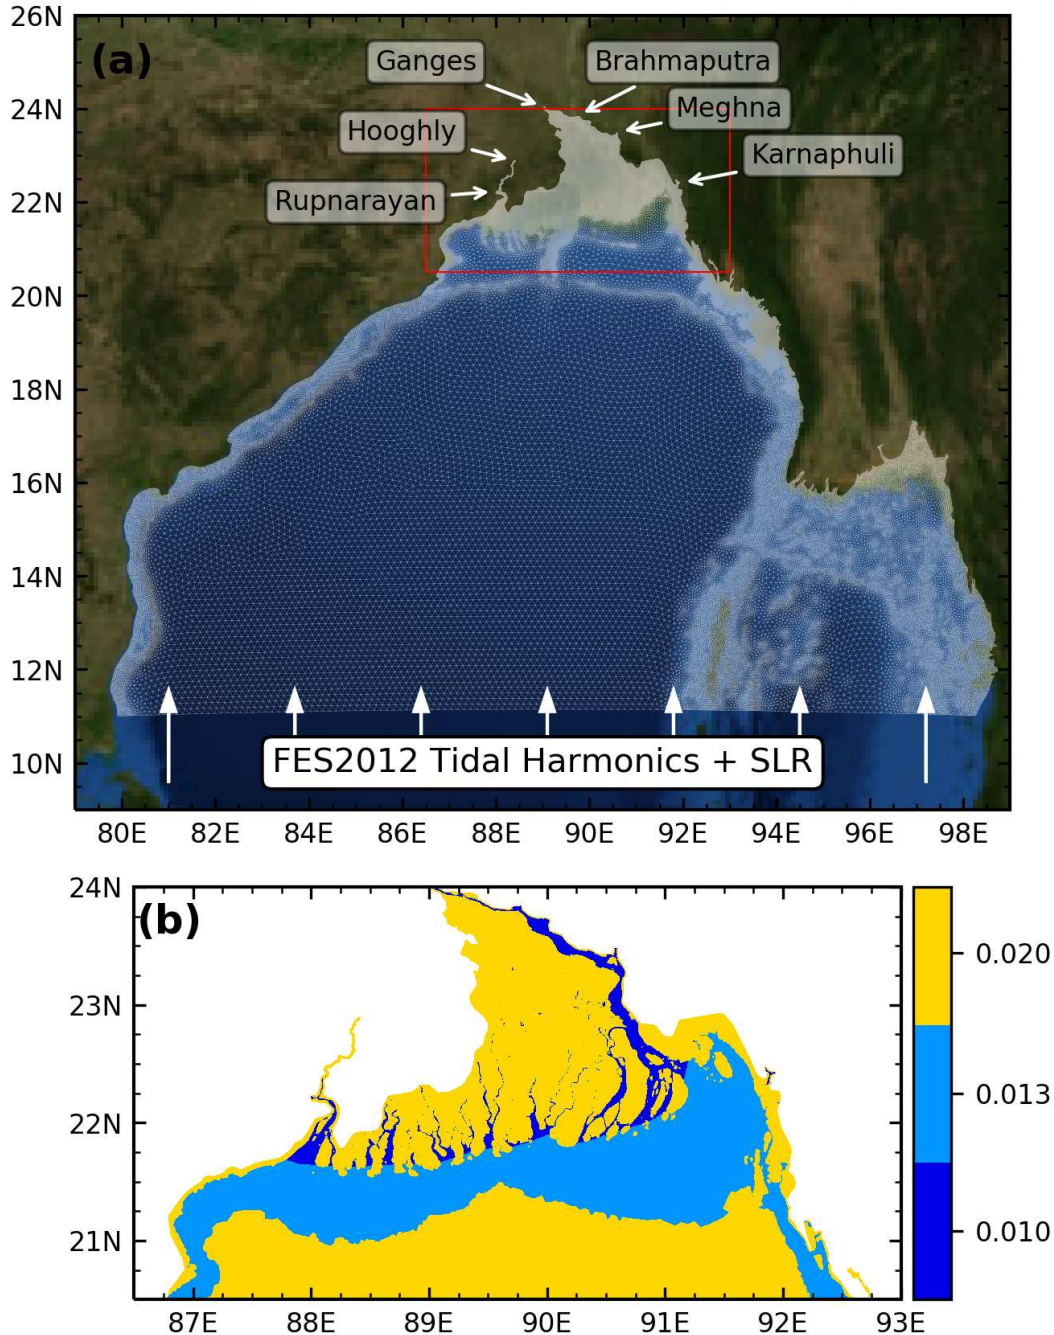 26N
(a)
Ganges
Brahmaputra
24N
Meghna
Hooghly
Karnaphuli
22N
Rupnarayan
20N
18N
16N
14N
12N
10N
FES2012 Tidal Harmonics + SLR
80E 82E 84E 86E 88E 90E 92E 94E 96E 98E
24N
(b)
0.020
23N
0.013
22N
0.010
21N
87E 88E 89E 90E 91E 92E 93E